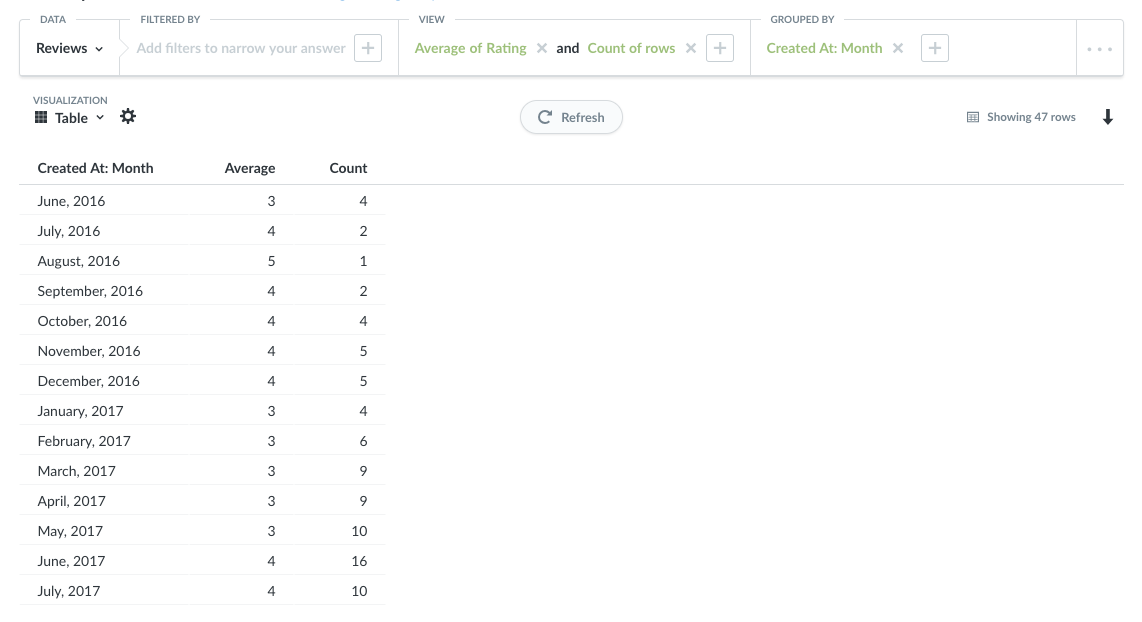 DATA FILTERED BY VIEW GROUPED BY
Reviews Add filters to narrow your answer Average of Rating and Count of rows Created At: Month
VISUALIZATION
Table Refresh Showing 47 rows
Created At: Month Average Count
June, 2016 3 4
July, 2016 4 2
August, 2016 5 1
September, 2016 4 2
October, 2016 4 4
November, 2016 4 5
December, 2016 4 5
January, 2017 3 4
February, 2017 3 6
March, 2017 3 9
April, 2017 3 9
May, 2017 3 10
June, 2017 4 16
July, 2017 4 10